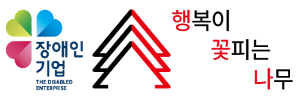 장애인
기업
THE DISABLED
ENTERPRISE
행복이
꽃피는
나무